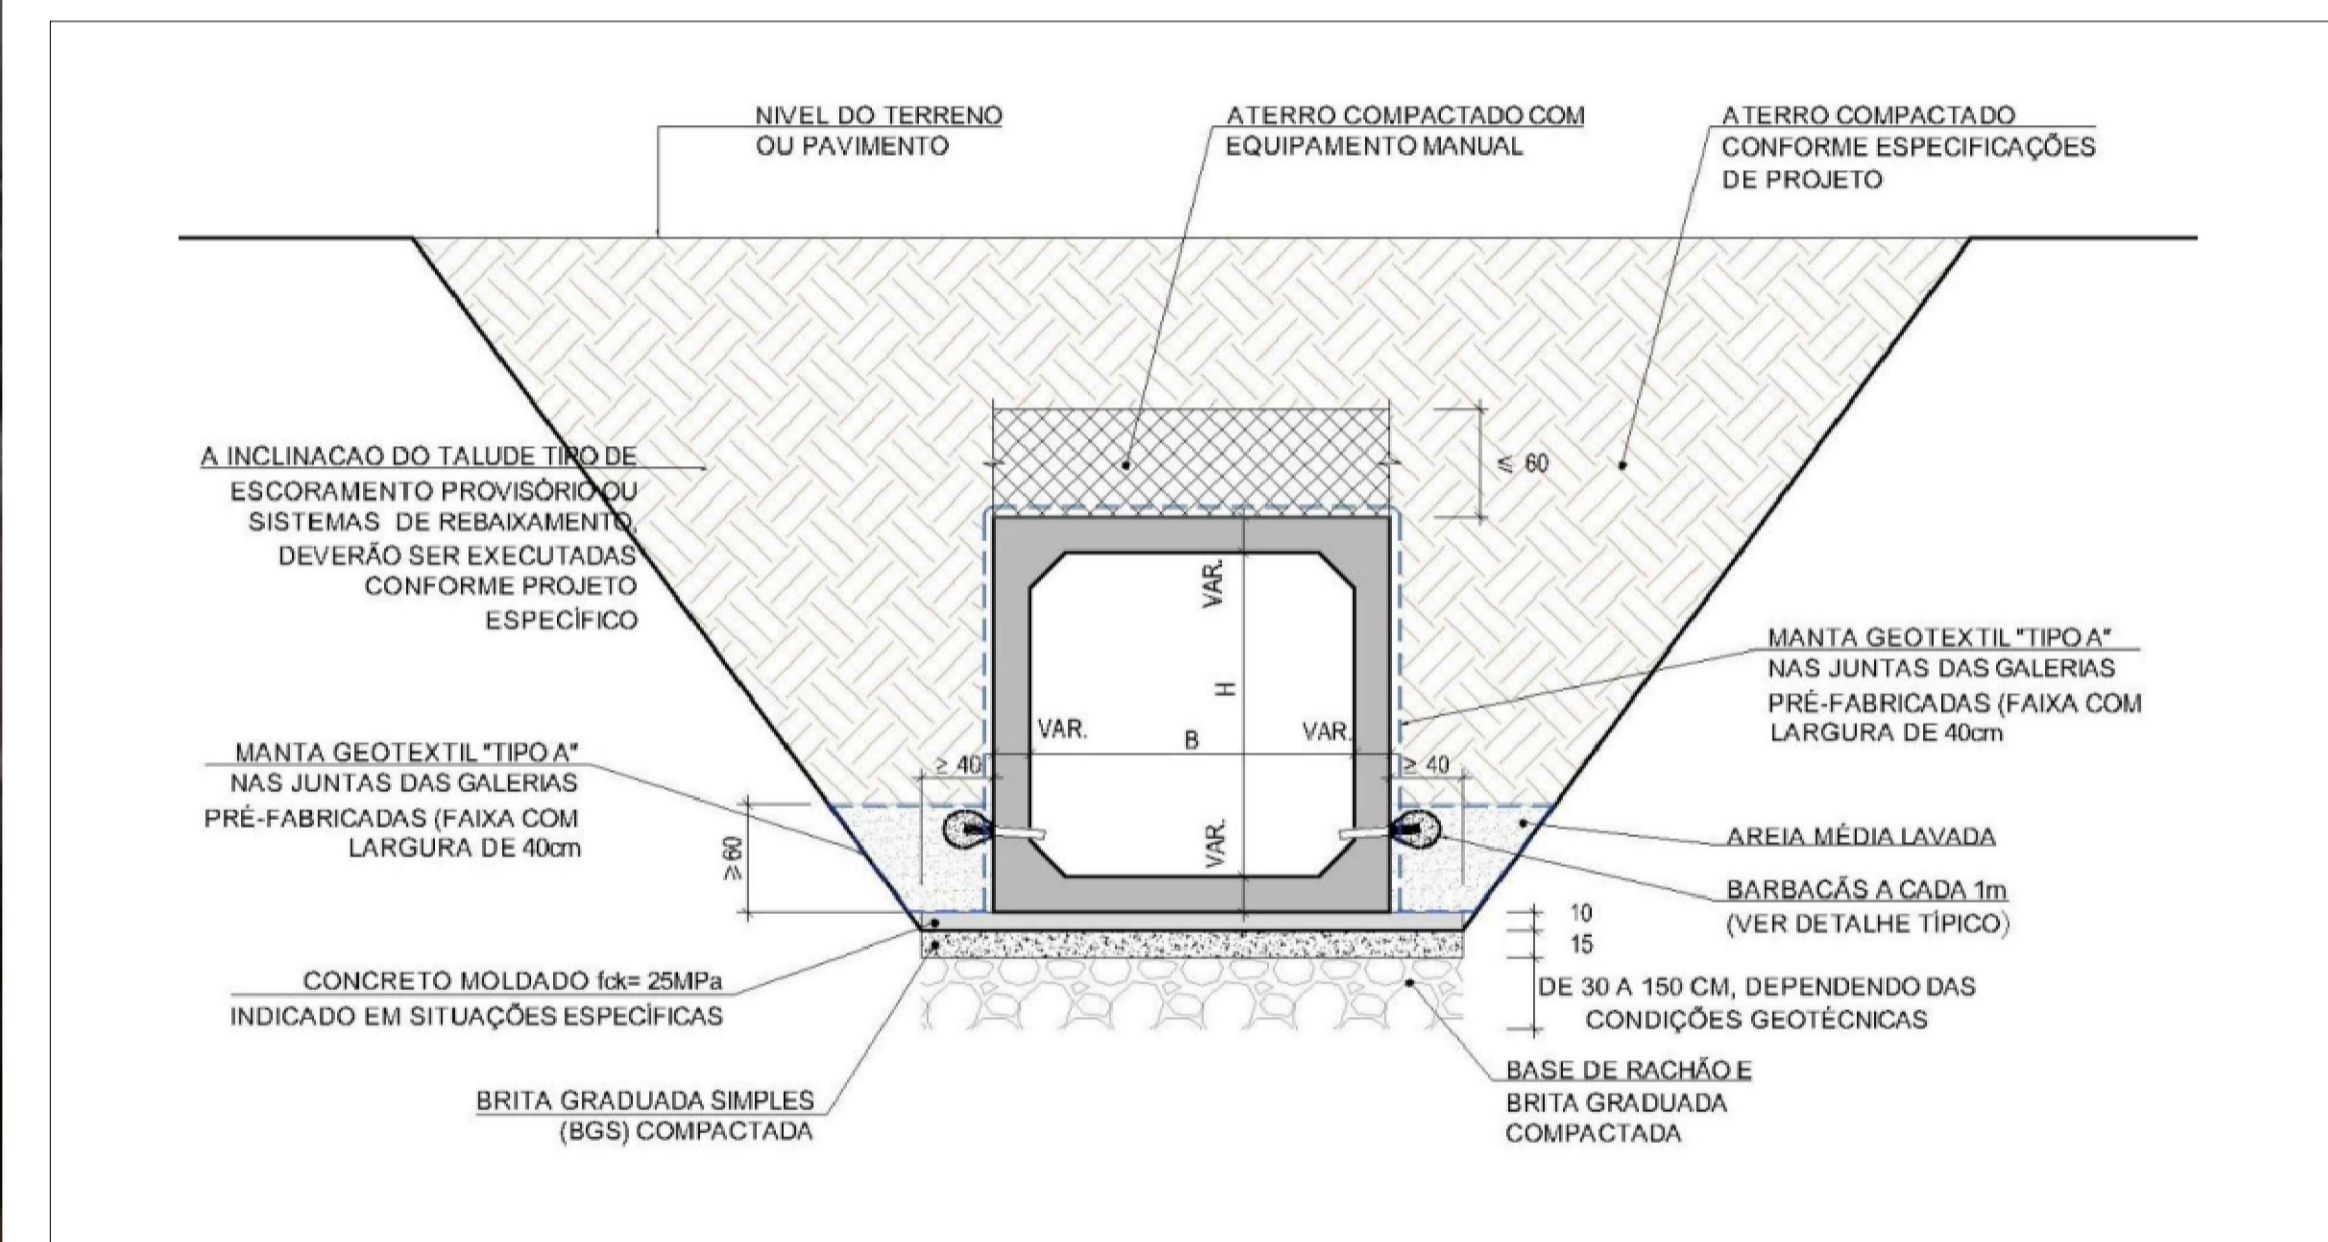 NIVEL DO TERRENO
OU PAVIMENTO
ATERRO COMPACTADO COM
EQUIPAMENTO MANUAL
ATERRO COMPACTADO
CONFORME ESPECIFICAÇÕES
DE PROJETO
A INCLINACAO DO TALUDE TIPO DE
ESCORAMENTO PROVISÓRIO OU
SISTEMAS DE REBAIXAMENTO,
DEVERÃO SER EXECUTADAS
CONFORME PROJETO
ESPECÍFICO
≤ 60
VAR.
H
VAR.
B
VAR.
VAR.
≥ 40
≥ 40
≥ 60
MANTA GEOTEXTIL "TIPO A"
NAS JUNTAS DAS GALERIAS
PRÉ-FABRICADAS (FAIXA COM
LARGURA DE 40cm
MANTA GEOTEXTIL "TIPO A"
NAS JUNTAS DAS GALERIAS
PRÉ-FABRICADAS (FAIXA COM
LARGURA DE 40cm
AREIA MÉDIA LAVADA
BARBACÃS A CADA 1m
(VER DETALHE TÍPICO)
10
15
CONCRETO MOLDADO fck= 25MPa
INDICADO EM SITUAÇÕES ESPECÍFICAS
DE 30 A 150 CM, DEPENDENDO DAS
CONDIÇÕES GEOTÉCNICAS
BRITA GRADUADA SIMPLES
(BGS) COMPACTADA
BASE DE RACHÃO E
BRITA GRADUADA
COMPACTADA